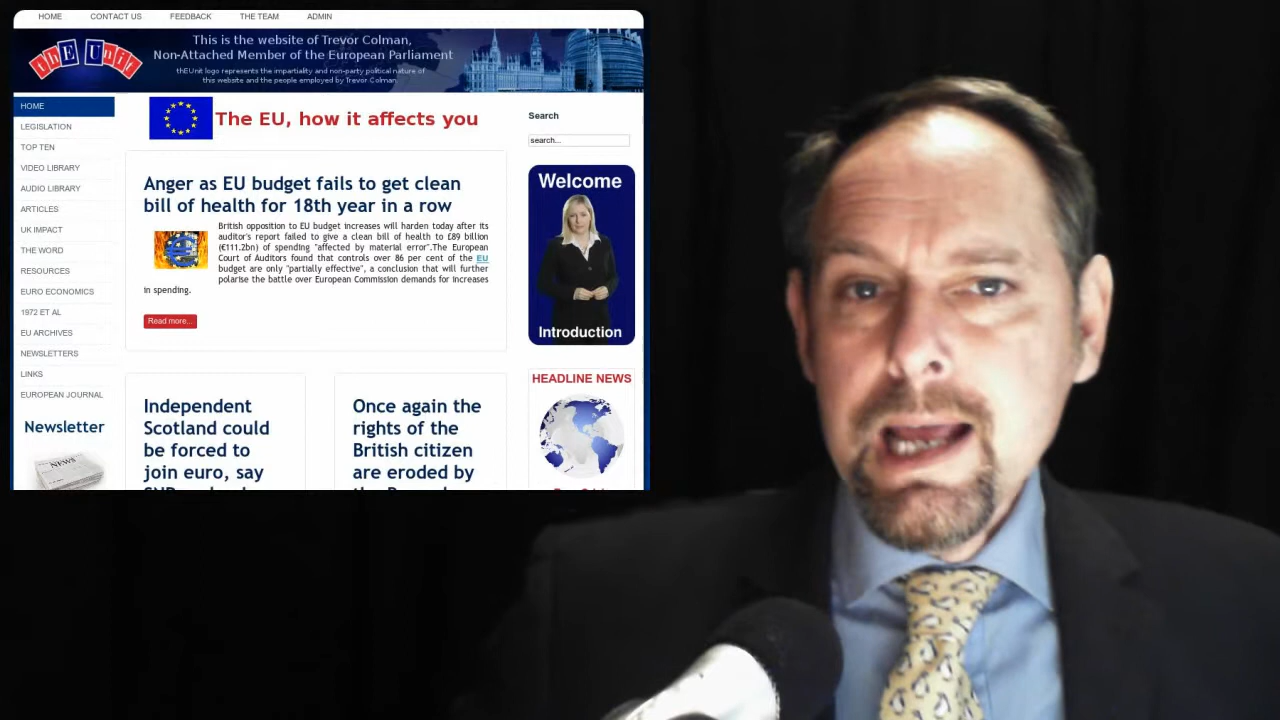 HOME CONTACT US FEEDBACK THE TEAM ADMIN
thEUnit
This is the website of Trevor Colman,
Non-Attached Member of the European Parliament
thEUnit logo represents the impartiality and non-party political nature of
this website and the people employed by Trevor Colman.
HOME
LEGISLATION
TOP TEN
VIDEO LIBRARY
AUDIO LIBRARY
ARTICLES
UK IMPACT
THE WORD
RESOURCES
EURO ECONOMICS
1972 ET AL
EU ARCHIVES
NEWSLETTERS
LINKS
EUROPEAN JOURNAL
Newsletter
NEWS
The EU, how it affects you
Anger as EU budget fails to get clean
bill of health for 18th year in a row
British opposition to EU budget increases will harden today after its
auditor's report failed to give a clean bill of health to £89 billion
(€111.2bn) of spending "affected by material error".The European
Court of Auditors found that controls over 86 per cent of the EU
budget are only "partially effective", a conclusion that will further
polarise the battle over European Commission demands for increases
in spending.
Read more...
Independent
Scotland could
be forced to
join euro, say
Once again the
rights of the
British citizen
are eroded by
Search
search...
Welcome
Introduction
HEADLINE NEWS